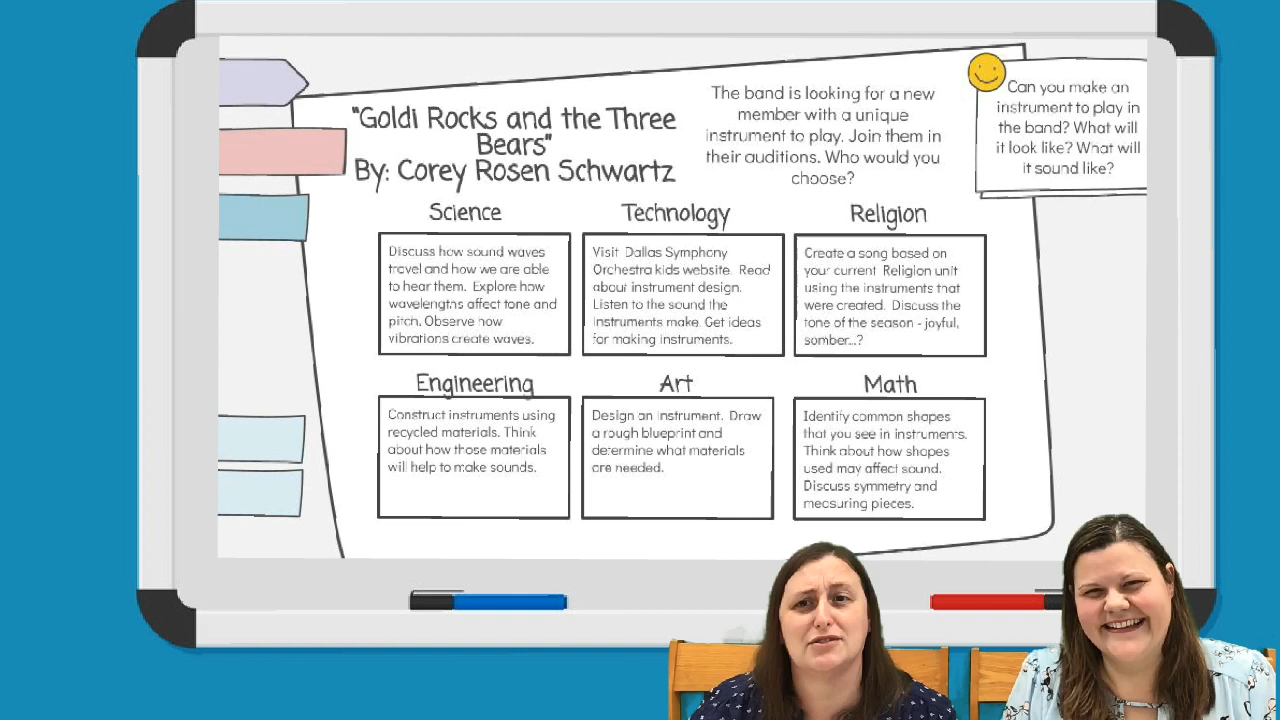 "Goldi Rocks and the Three
Bears"
By: Corey Rosen Schwartz
The band is looking for a new
member with a unique
instrument to play. Join them in
their auditions. Who would you
choose?
Can you make an
instrument to play in
the band? What will
it look like? What will
it sound like?
Science
Discuss how sound waves
travel and how we are able
to hear them. Explore how
wavelengths affect tone and
pitch. Observe how
vibrations create waves.
Technology
Visit Dallas Symphony
Orchestra kids website. Read
about instrument design.
Listen to the sound the
instruments make. Get ideas
for making instruments.
Religion
Create a song based on
your current Religion unit
using the instruments that
were created. Discuss the
tone of the season - joyful,
somber...?
Engineering
Construct instruments using
recycled materials. Think
about how those materials
will help to make sounds.
Art
Design an instrument. Draw
a rough blueprint and
determine what materials
are needed.
Math
Identify common shapes
that you see in instruments.
Think about how shapes
used may affect sound.
Discuss symmetry and
measuring pieces.